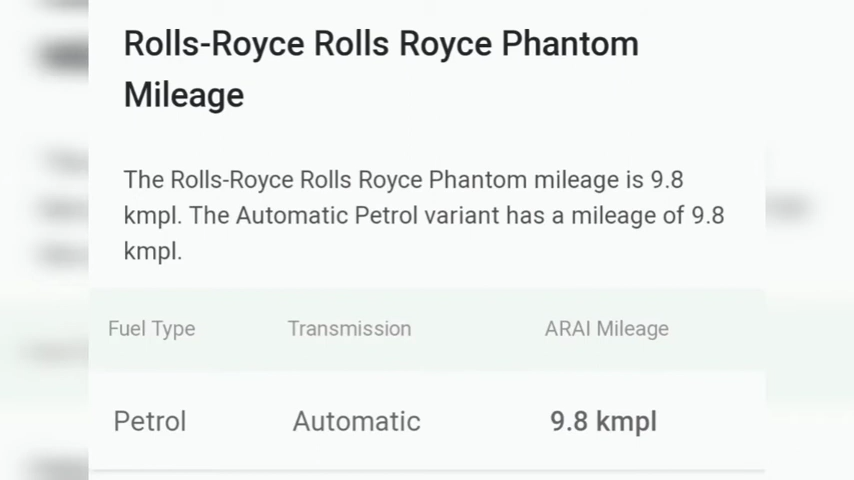 Rolls-Royce Rolls Royce Phantom
Mileage
The Rolls-Royce Rolls Royce Phantom mileage is 9.8
kmpl. The Automatic Petrol variant has a mileage of 9.8
kmpl.
Fuel Type Transmission ARAI Mileage
Petrol Automatic 9.8 kmpl